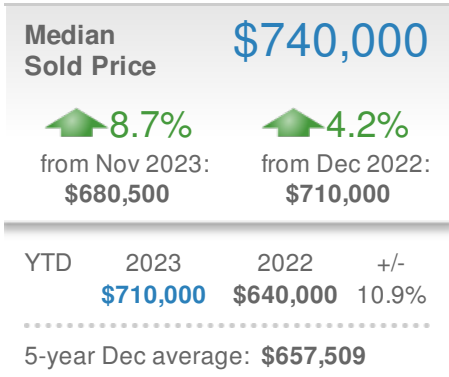 Median $740,000
Sold Price
8.7% 4.2%
from Nov 2023: from Dec 2022:
$680,500 $710,000
YTD 2023 2022 +/-
$710,000 $640,000 10.9%
5-year Dec average: $657,509